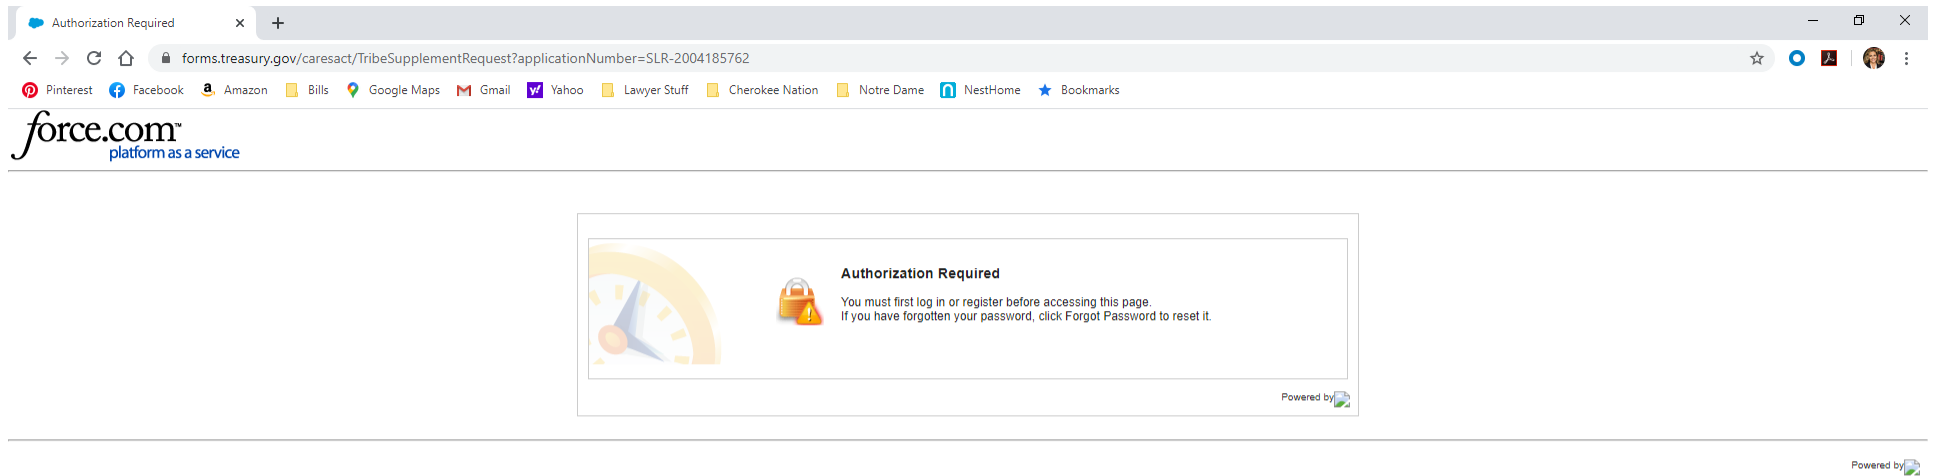 Authorization Required
forms.treasury.gov/caresact/TribeSupplementRequest?applicationNumber=SLR-2004185762
Pinterest Facebook Amazon Bills Google Maps Gmail Yahoo Lawyer Stuff Cherokee Nation Notre Dame NestHome Bookmarks
force.com™
platform as a service
Authorization Required
You must first log in or register before accessing this page.
If you have forgotten your password, click Forgot Password to reset it.
Powered by
Powered by